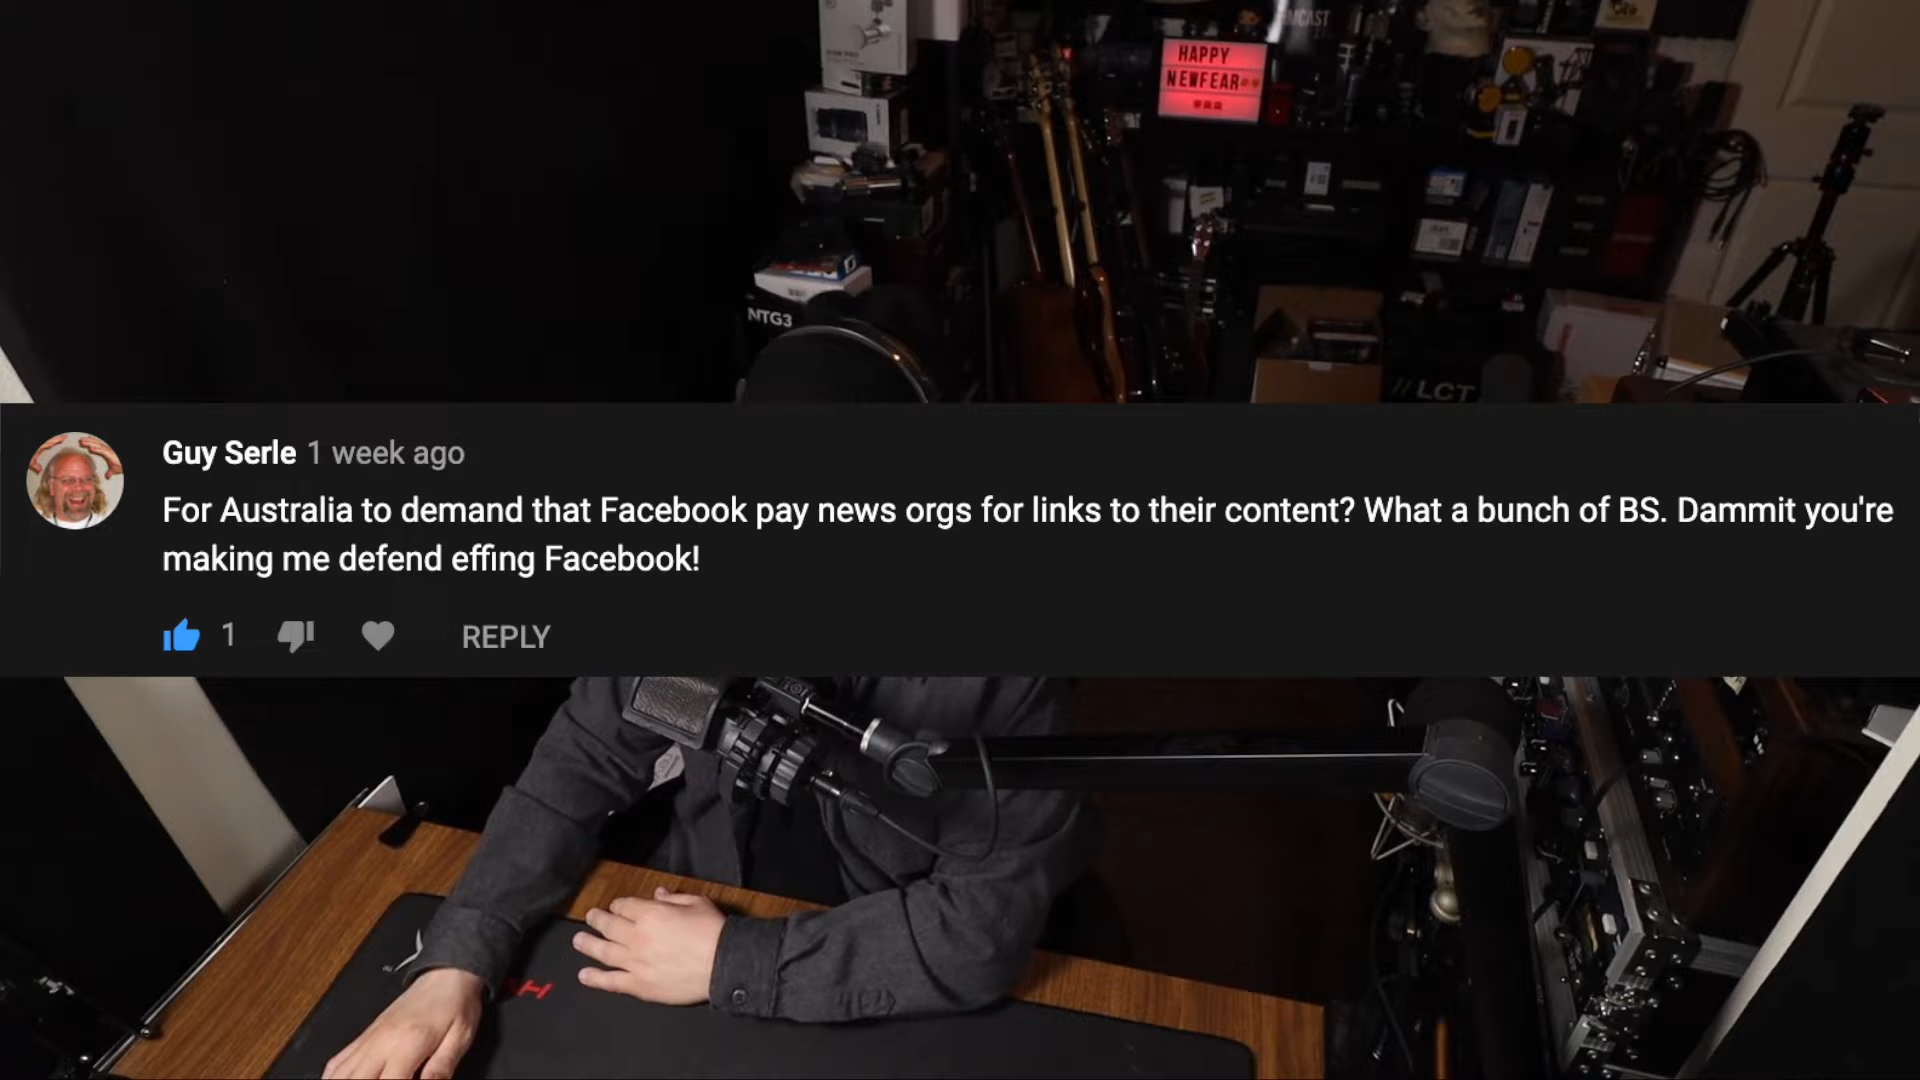 HAPPY
NEWFEAR
NTG3
//LCT
Guy Serle 1 week ago
For Australia to demand that Facebook pay news orgs for links to their content? What a bunch of BS. Dammit you're
making me defend effing Facebook!
1
REPLY